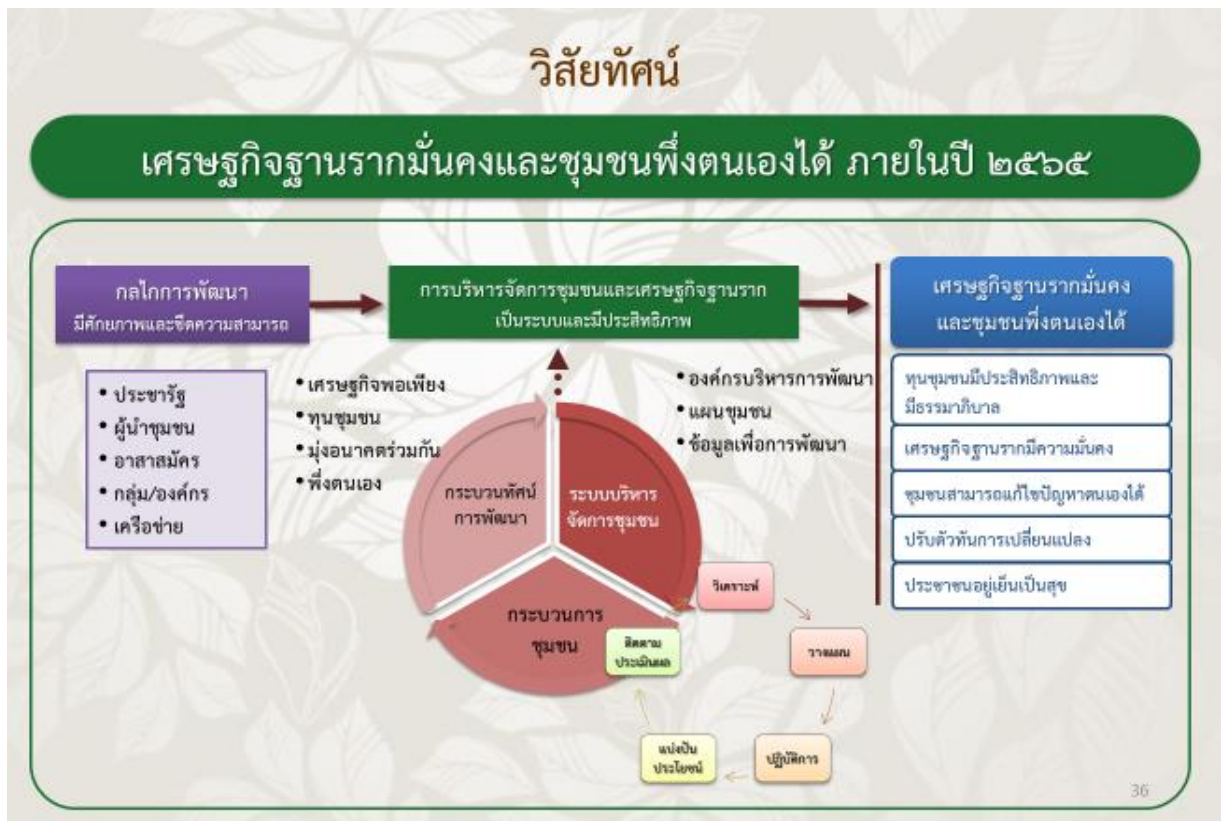 วิสัยทัศน์
เศรษฐกิจฐานรากมั่นคงและชุมชนพึ่งตนเองได้ ภายในปี ๒๕๖๕
กลไกการพัฒนา
มีศักยภาพและขีดความสามารถ
• ประชารัฐ
• ผู้นำชุมชน
• อาสาสมัคร
• กลุ่ม/องค์กร
• เครือข่าย
การบริหารจัดการชุมชนและเศรษฐกิจฐานราก
เป็นระบบและมีประสิทธิภาพ
• เศรษฐกิจพอเพียง
• ทุนชุมชน
• มุ่งอนาคตร่วมกัน
• พึ่งตนเอง
• องค์กรบริหารการพัฒนา
• แผนชุมชน
• ข้อมูลเพื่อการพัฒนา
กระบวนทัศน์
การพัฒนา
ระบบบริหาร
จัดการชุมชน
กระบวนการ
ชุมชน
วิเคราะห์
วางแผน
ปฏิบัติการ
แบ่งปัน
ประโยชน์
ติดตาม
ประเมินผล
เศรษฐกิจฐานรากมั่นคง
และชุมชนพึ่งตนเองได้
ทุนชุมชนมีประสิทธิภาพและ
มีธรรมาภิบาล
เศรษฐกิจฐานรากมีความมั่นคง
ชุมชนสามารถแก้ไขปัญหาตนเองได้
ปรับตัวทันการเปลี่ยนแปลง
ประชาชนอยู่เย็นเป็นสุข
36